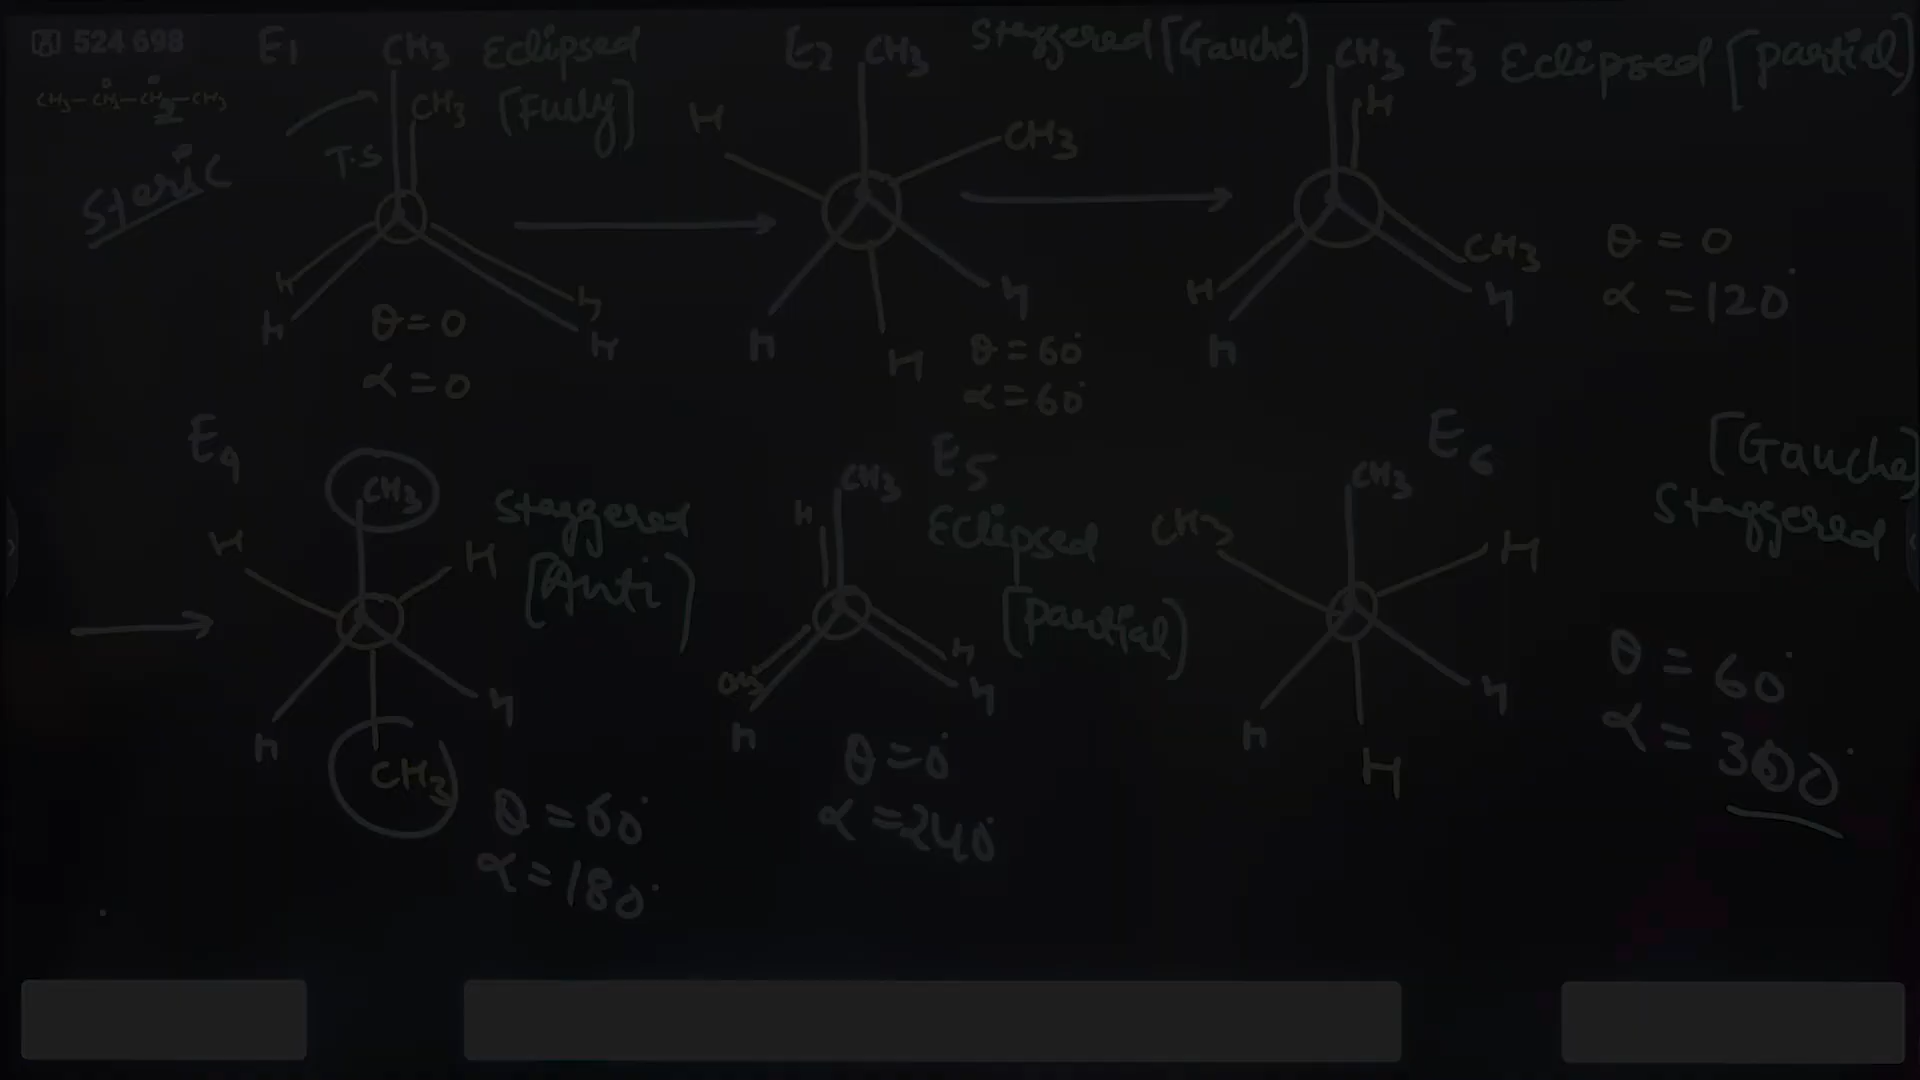 524 698
E1
CH3
Eclipsed
[Fully]
CH3
T.S
CH3-CH2-CH2-CH3
Steric
H
H
H
H
θ=0
α=0
E2
CH3
Staggered [Gauche]
H
CH3
H
H
H
θ=60°
α=60°
CH3
E3
Eclipsed [partial]
H
CH3
H
H
H
θ=0
α=120°
E4
CH3
Staggered
[Anti]
H
H
H
H
CH3
θ=60°
α=180°
E5
CH3
H
Eclipsed
[partial]
CH3
H
H
H
θ=0°
α=240°
E6
CH3
[Gauche]
Staggered
CH3
H
H
H
H
θ=60°
α=300°